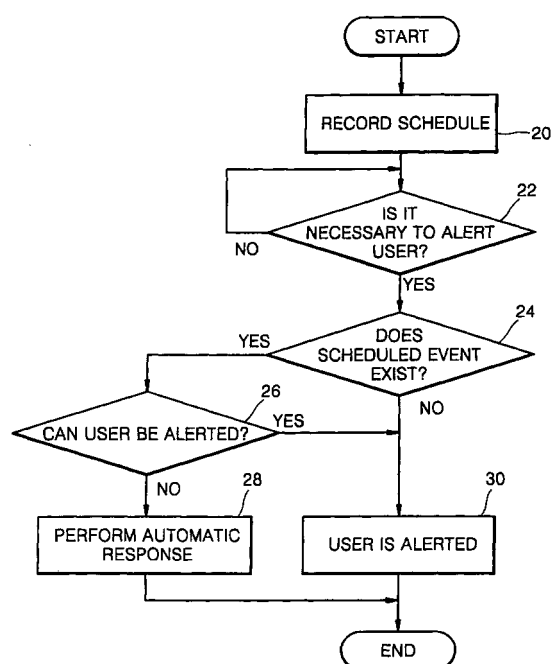 START
RECORD SCHEDULE
20
22
IS IT
NECESSARY TO ALERT
USER?
NO
YES
24
DOES
SCHEDULED EVENT
EXIST?
YES
NO
26
CAN USER BE ALERTED?
YES
NO
28
PERFORM AUTOMATIC
RESPONSE
30
USER IS ALERTED
END